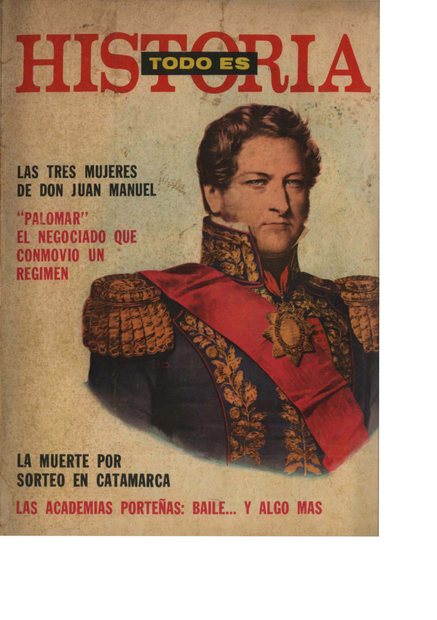 HISTORIA
TODO ES
LAS TRES MUJERES
DE DON JUAN MANUEL
"PALOMAR"
EL NEGOCIADO QUE
CONMOVIO UN
REGIMEN
LA MUERTE POR
SORTEO EN CATAMARCA
LAS ACADEMIAS PORTEÑAS: BAILE... Y ALGO MAS